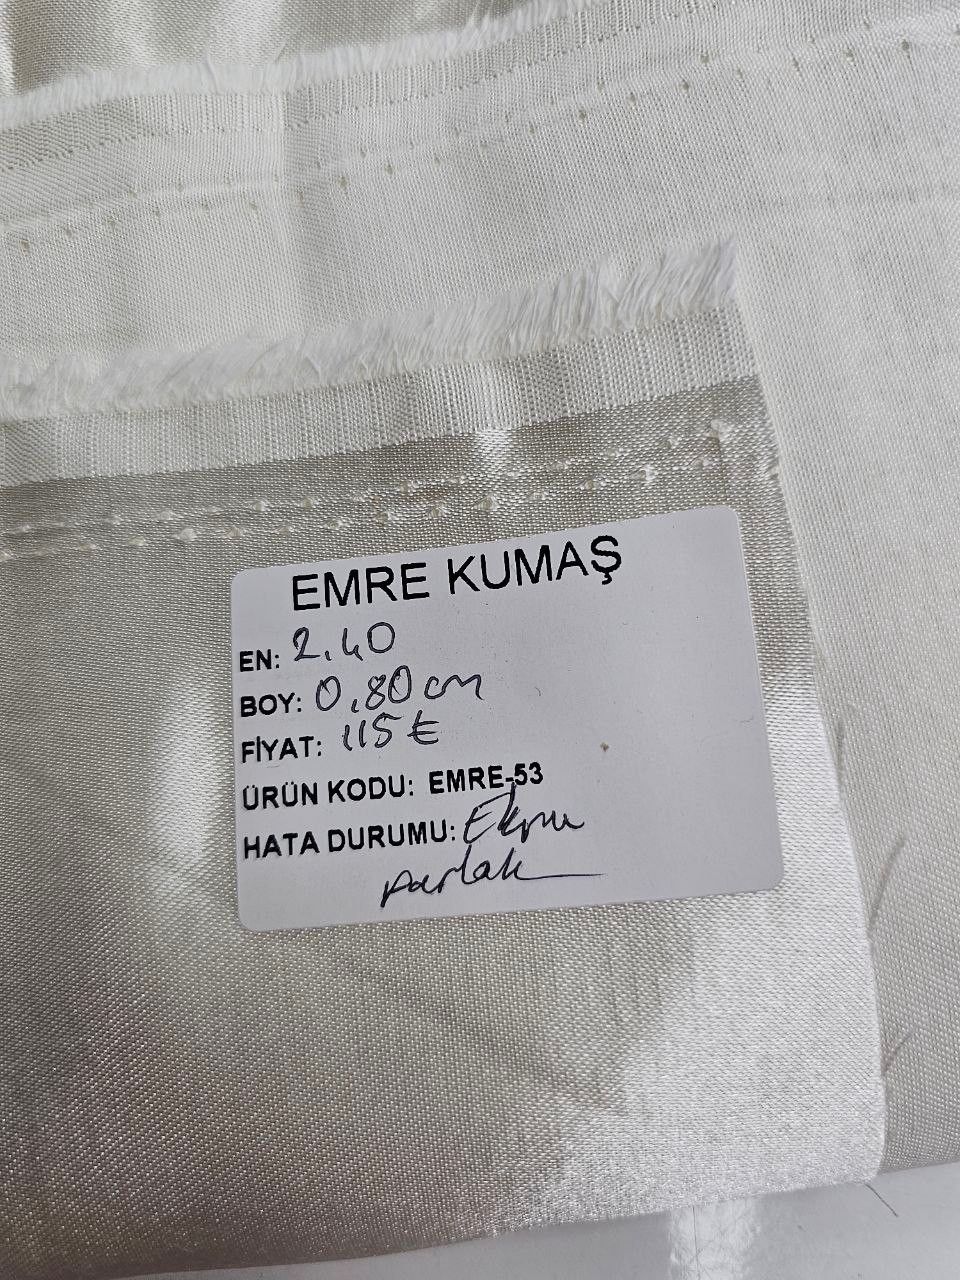 EMRE KUMAŞ
EN: 2.40
BOY: 0.80 cm
FİYAT: 115 ₺
ÜRÜN KODU: EMRE-53
HATA DURUMU: Ekru
parlak